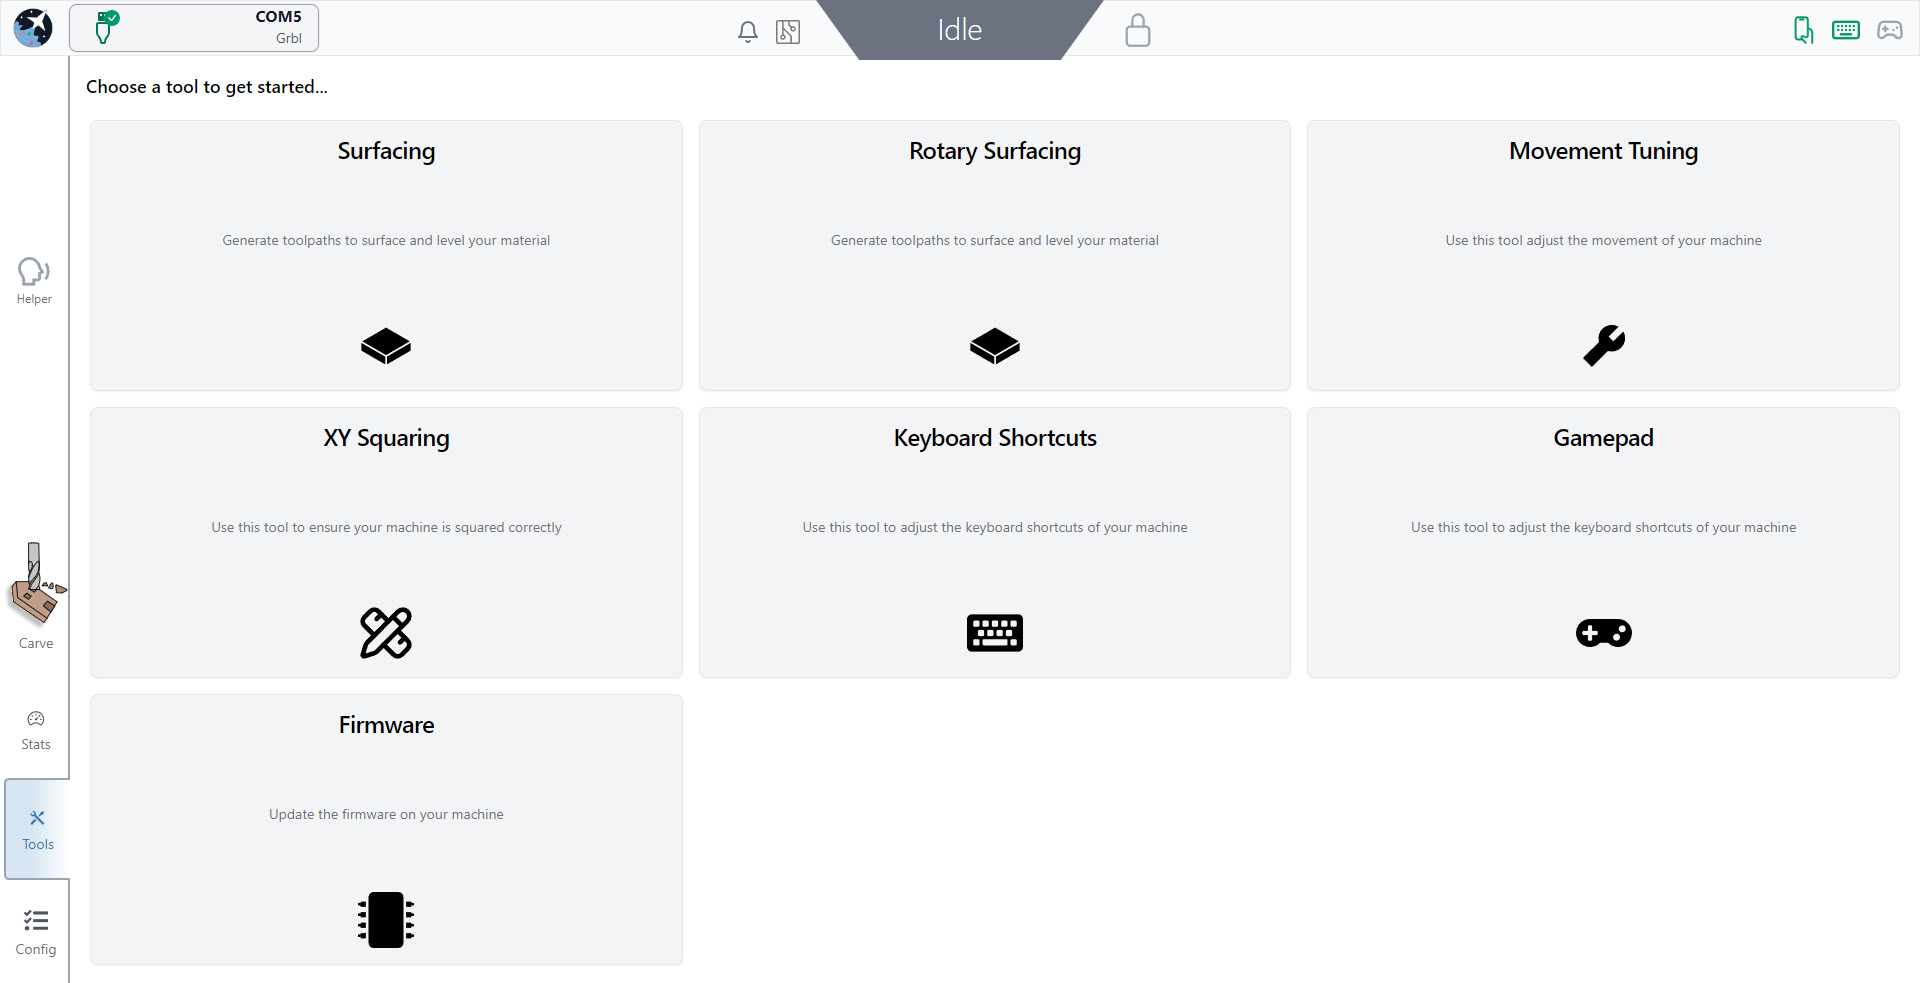 COM5
Grbl
Idle
Choose a tool to get started...
Surfacing
Generate toolpaths to surface and level your material
Rotary Surfacing
Generate toolpaths to surface and level your material
Movement Tuning
Use this tool adjust the movement of your machine
Helper
XY Squaring
Use this tool to ensure your machine is squared correctly
Keyboard Shortcuts
Use this tool to adjust the keyboard shortcuts of your machine
Gamepad
Use this tool to adjust the keyboard shortcuts of your machine
Carve
Stats
Tools
Config
Firmware
Update the firmware on your machine